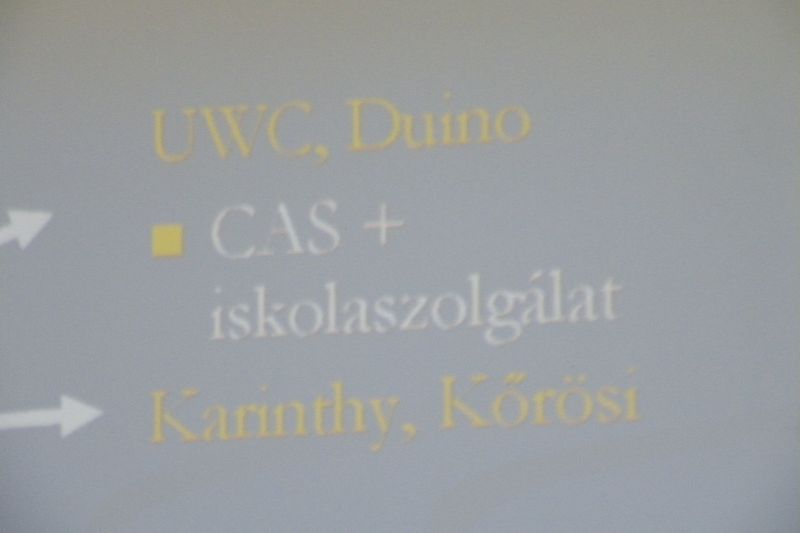 UWC, Duino
CAS +
iskolaszolgálat
Karinthy, Kőrösi